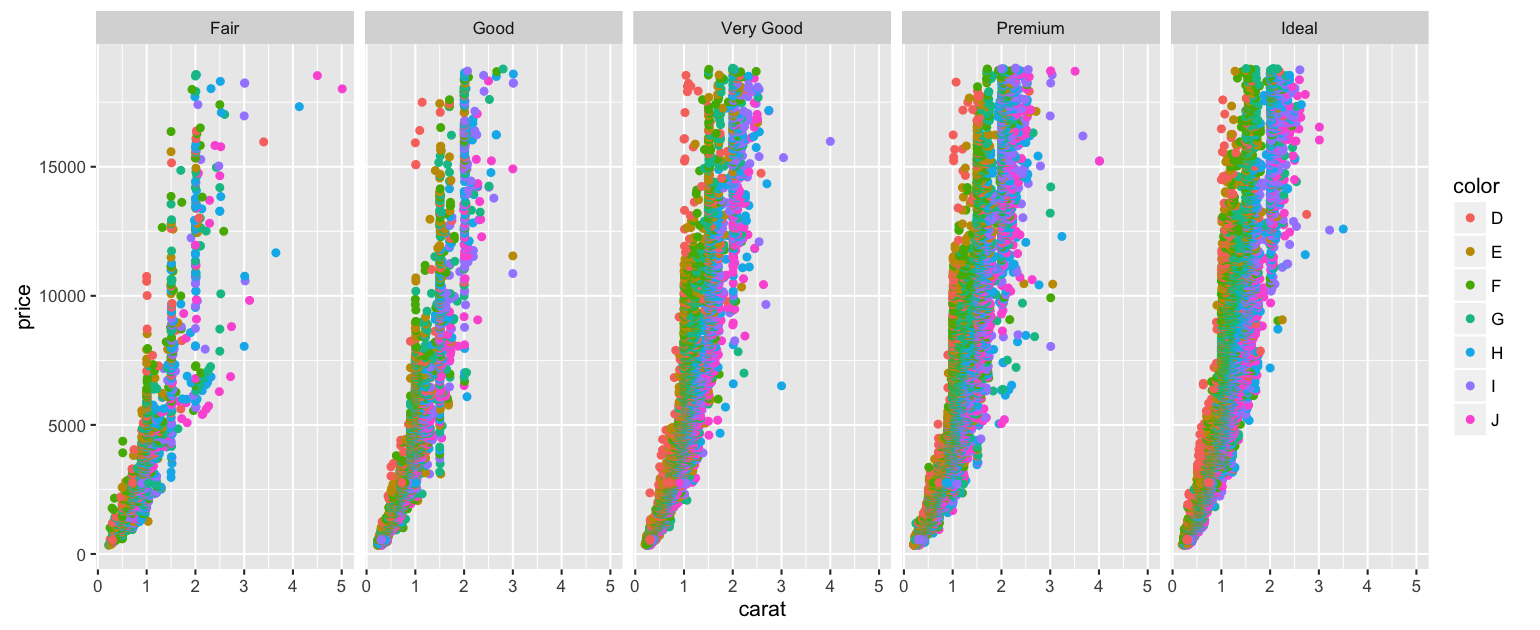 Fair Good Very Good Premium Ideal
price
15000
10000
5000
0
0 1 2 3 4 5 0 1 2 3 4 5 0 1 2 3 4 5 0 1 2 3 4 5 0 1 2 3 4 5
carat
color
D
E
F
G
H
I
J